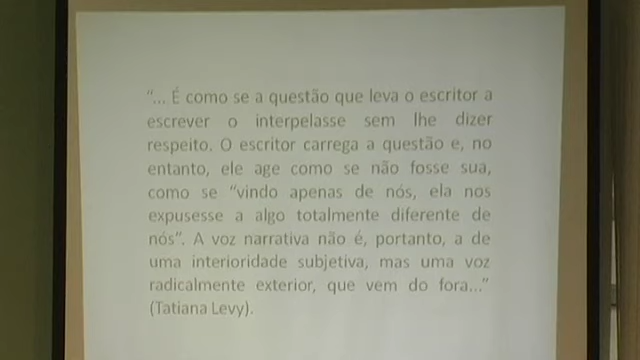 “... É como se a questão que leva o escritor a
escrever o interpelasse sem lhe dizer
respeito. O escritor carrega a questão e, no
entanto, ele age como se não fosse sua,
como se “vindo apenas de nós, ela nos
expusesse a algo totalmente diferente de
nós”. A voz narrativa não é, portanto, a de
uma interioridade subjetiva, mas uma voz
radicalmente exterior, que vem do fora...”
(Tatiana Levy).